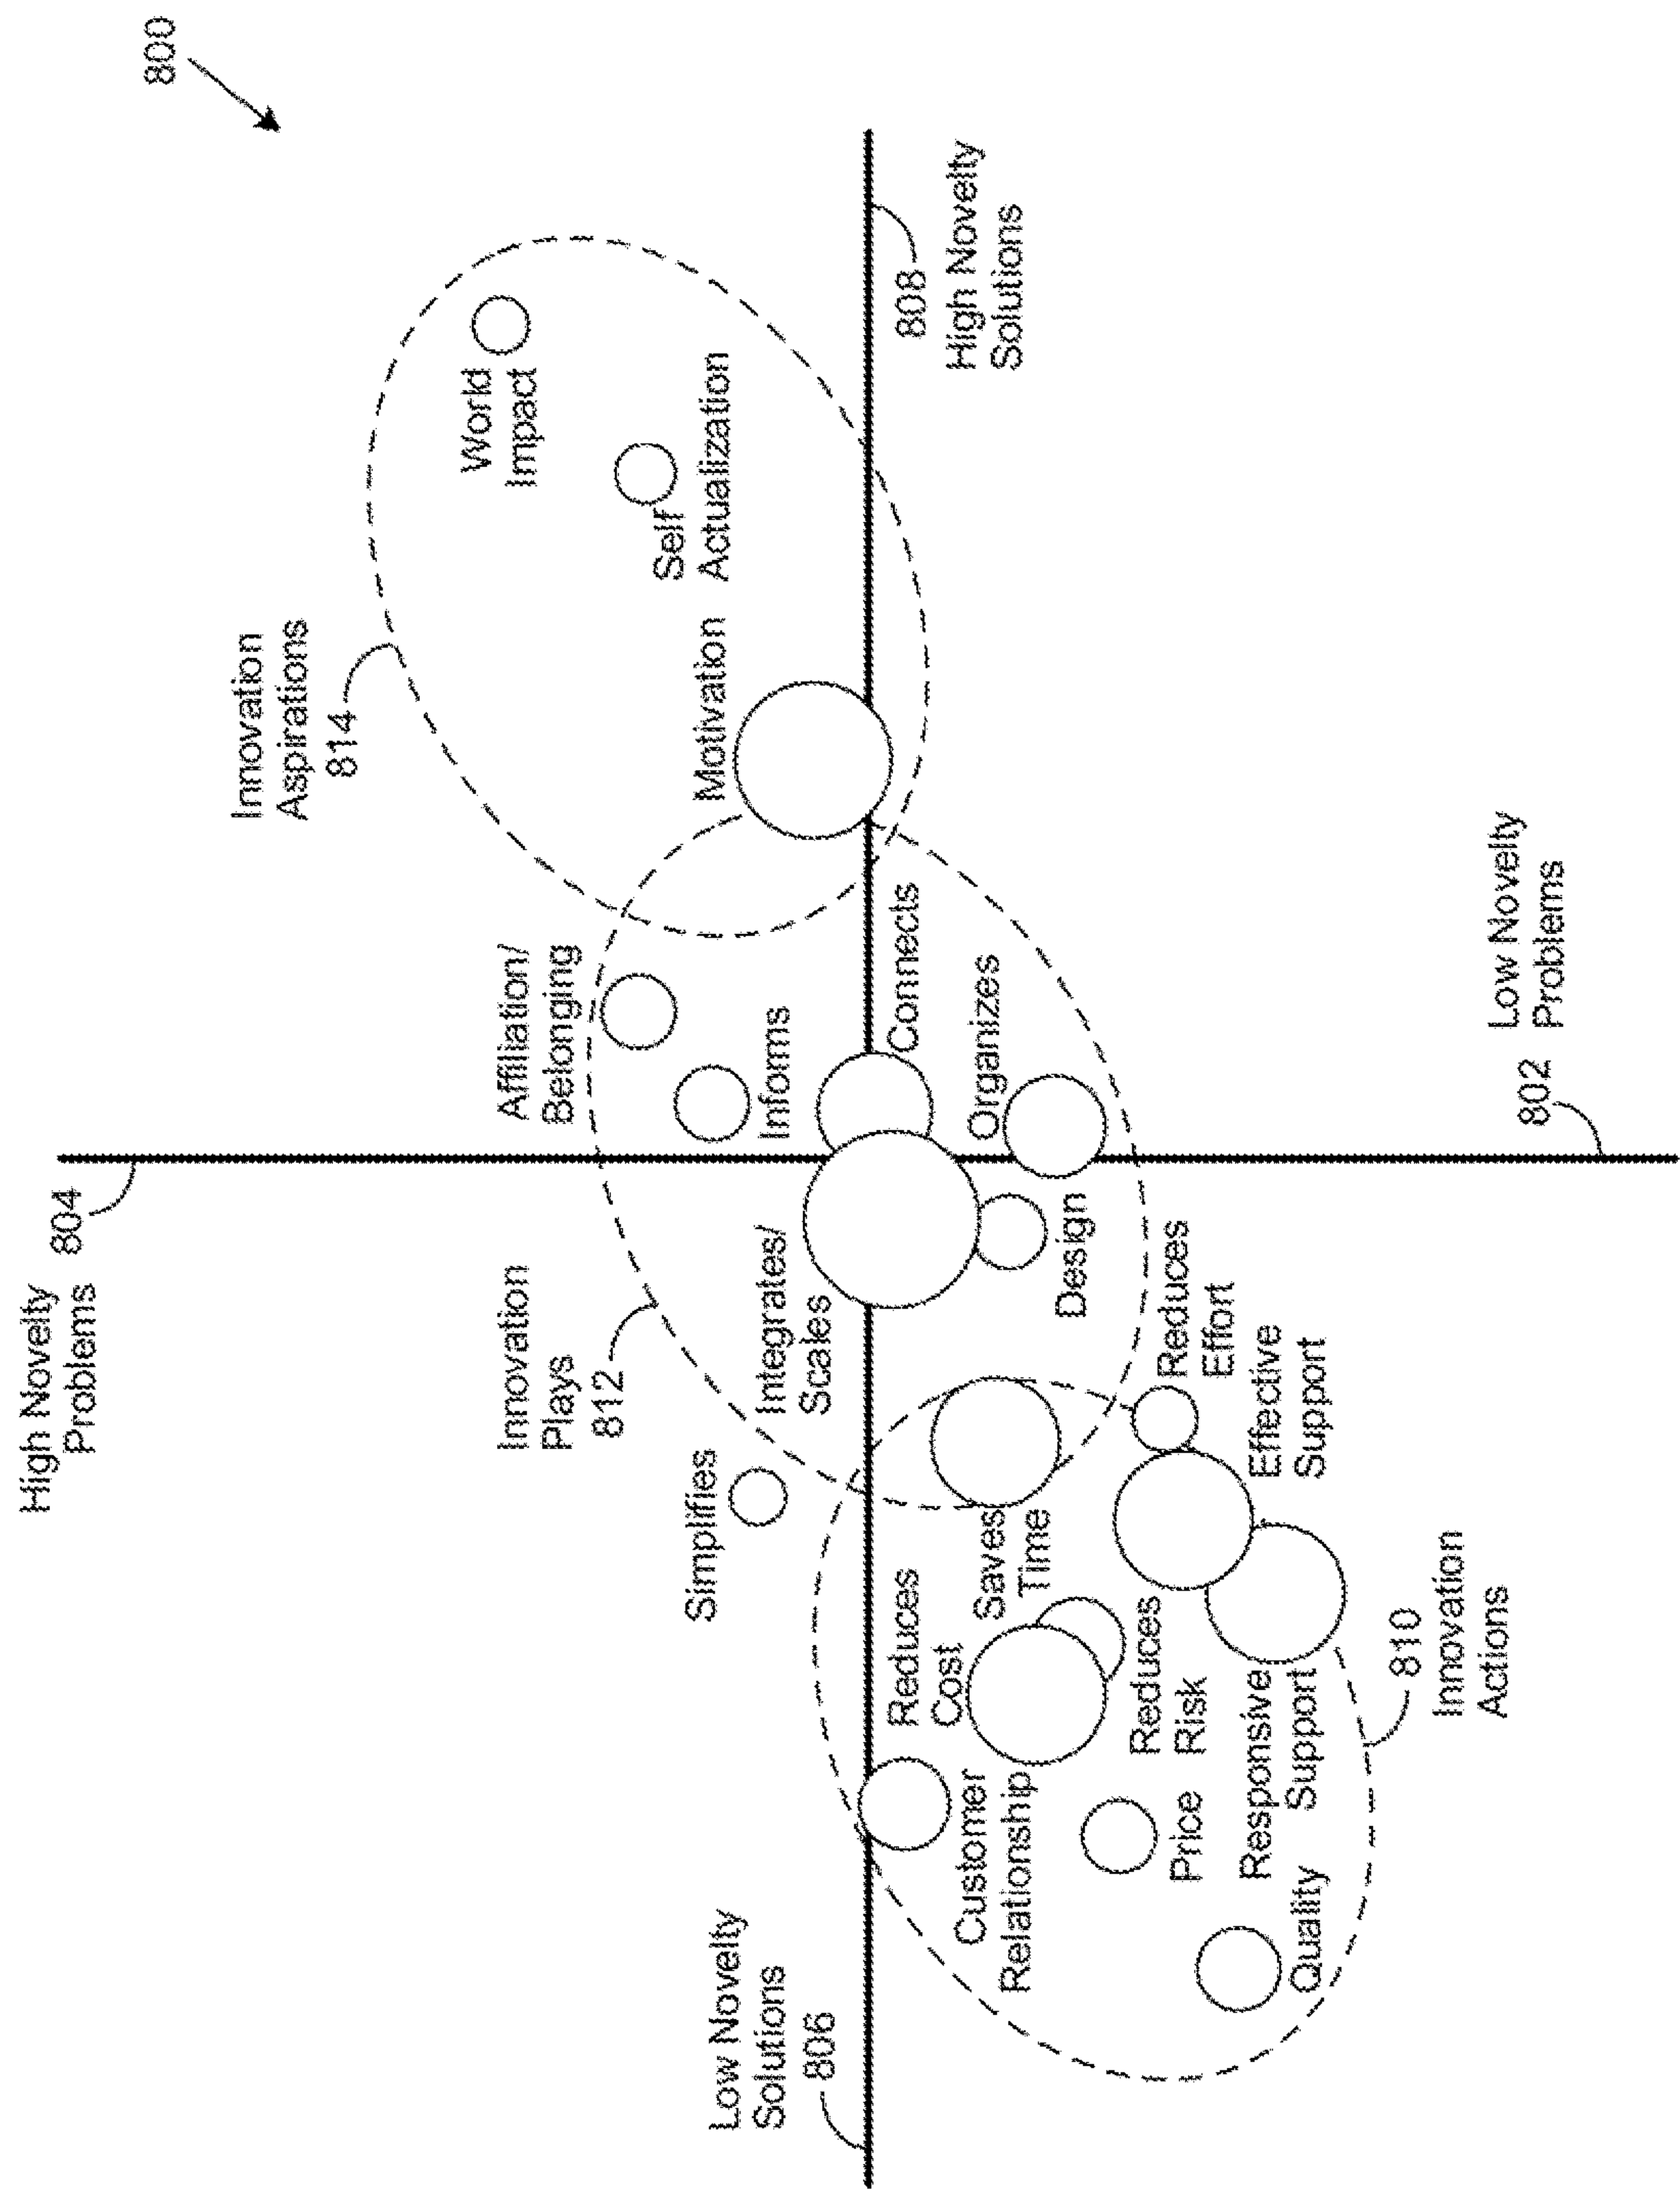 800
High Novelty
Problems
804
Innovation
Aspirations
814
World
Impact
Self
Actualization
Motivation
Affiliation/
Belonging
Informs
Innovation
Plays
812
Simplifies
Integrates/
Scales
Connects
Organizes
Design
808
High Novelty
Solutions
Low Novelty
Solutions
806
Reduces
Cost
Saves
Time
Reduces
Effort
Effective
Support
Customer
Relationship
Reduces
Risk
Price
Responsive
Support
Quality
810
Innovation
Actions
802
Low Novelty
Problems